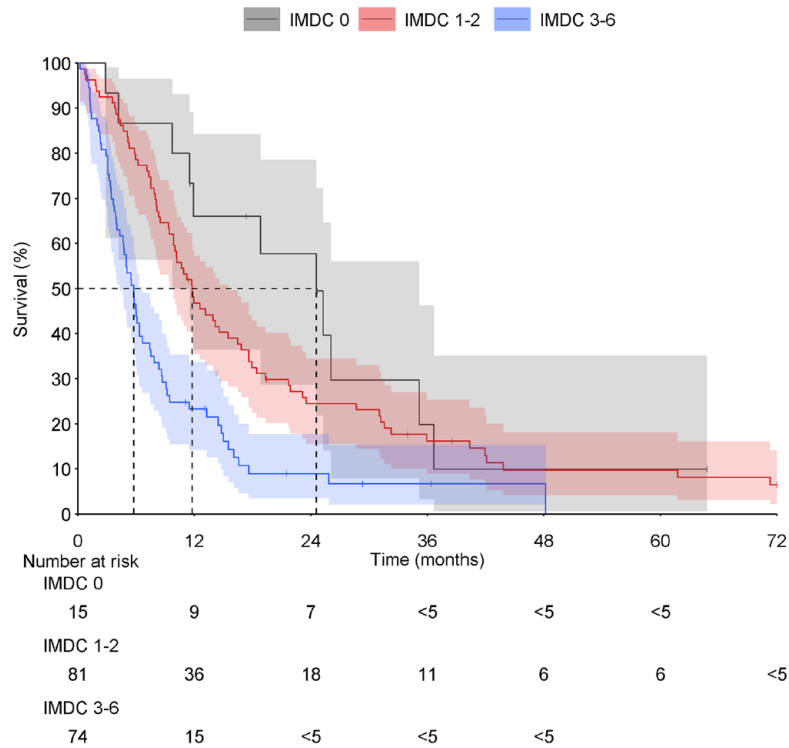 IMDC 0 IMDC 1-2 IMDC 3-6
100
90
80
70
60
50
40
30
20
10
0
Survival (%)
0 12 24 36 48 60 72
Number at risk Time (months)
IMDC 0
15 9 7 <5 <5 <5
IMDC 1-2
81 36 18 11 6 6 <5
IMDC 3-6
74 15 <5 <5 <5